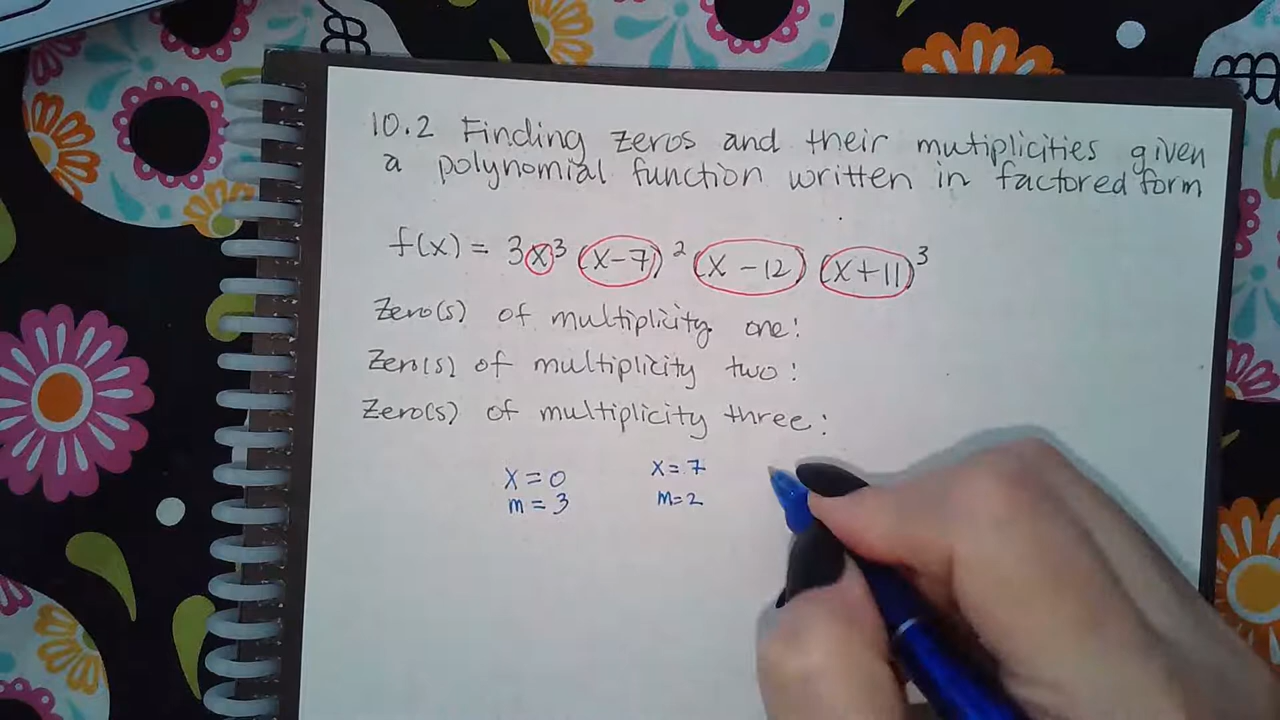 10.2 Finding zeros and their mutiplicities given
a polynomial function written in factored form
f(x) = 3x³ (x-7)² (x-12) (x+11)³
Zero(s) of multiplicity one:
Zero(s) of multiplicity two:
Zero(s) of multiplicity three:
x=0 x=7
m=3 m=2